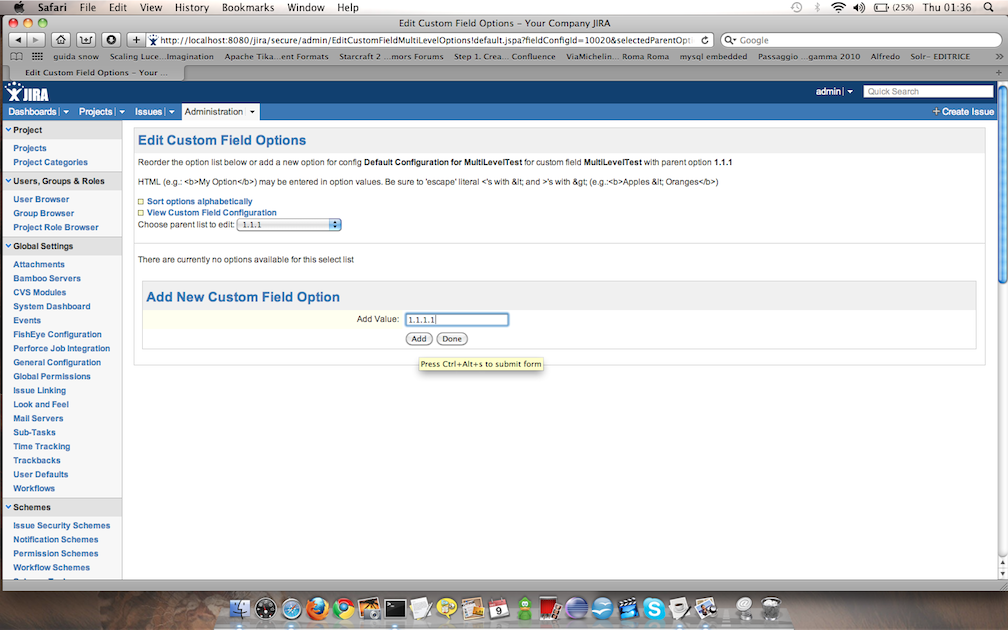 Safari File Edit View History Bookmarks Window Help (25%) Thu 01:36
Edit Custom Field Options – Your Company JIRA
http://localhost:8080/jira/secure/admin/EditCustomFieldMultiLevelOptions!default.jspa?fieldConfigId=10020&selectedParentOpti Google
guida snow Scaling Luce...Imagination Apache Tika...ent Formats Starcraft 2 ...mors Forum Step 1. Crea... Confluence ViaMichelin... Roma Roma mysql embedded Passaggio ...gamma 2010 Alfredo Solr- EDITRICE
Edit Custom Field Options – Your ...
JIRA admin Quick Search
Dashboards Projects Issues Administration + Create Issue
Project
Projects
Project Categories
Users, Groups & Roles
User Browser
Group Browser
Project Role Browser
Global Settings
Attachments
Bamboo Servers
CVS Modules
System Dashboard
Events
FishEye Configuration
Perforce Job Integration
General Configuration
Global Permissions
Issue Linking
Look and Feel
Mail Servers
Sub-Tasks
Time Tracking
Trackbacks
User Defaults
Workflows
Schemes
Issue Security Schemes
Notification Schemes
Permission Schemes
Workflow Schemes
Edit Custom Field Options
Reorder the option list below or add a new option for config Default Configuration for MultiLevelTest for custom field MultiLevelTest with parent option 1.1.1
HTML (e.g.: <b>My Option</b>) may be entered in option values. Be sure to 'escape' literal <'s with &lt; and >'s with &gt; (e.g.:<b>Apples &lt; Oranges</b>)
Sort options alphabetically
View Custom Field Configuration
Choose parent list to edit: 1.1.1
There are currently no options available for this select list
Add New Custom Field Option
Add Value: 1.1.1.1
Add Done
Press Ctrl+Alt+s to submit form
9